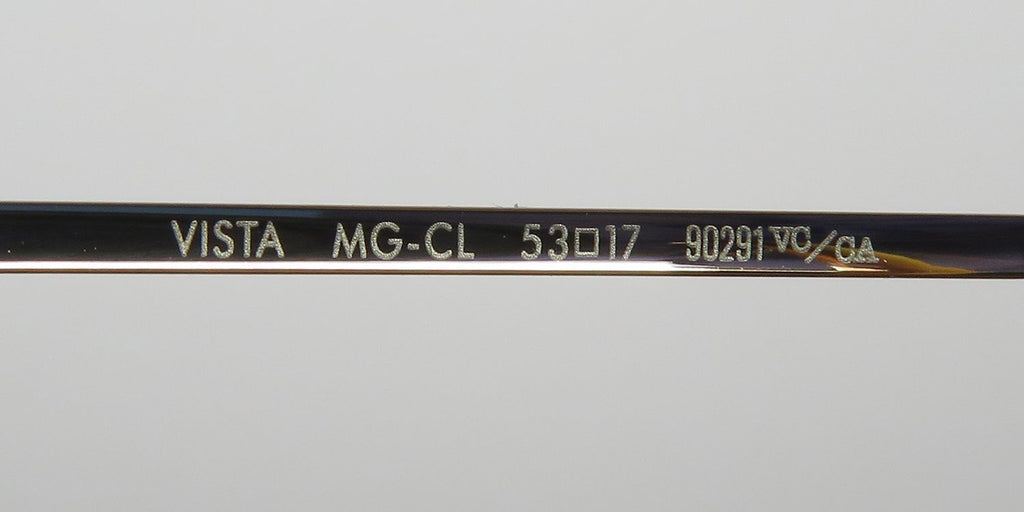 VISTA MG-CL 53□17 90291 VC/CA